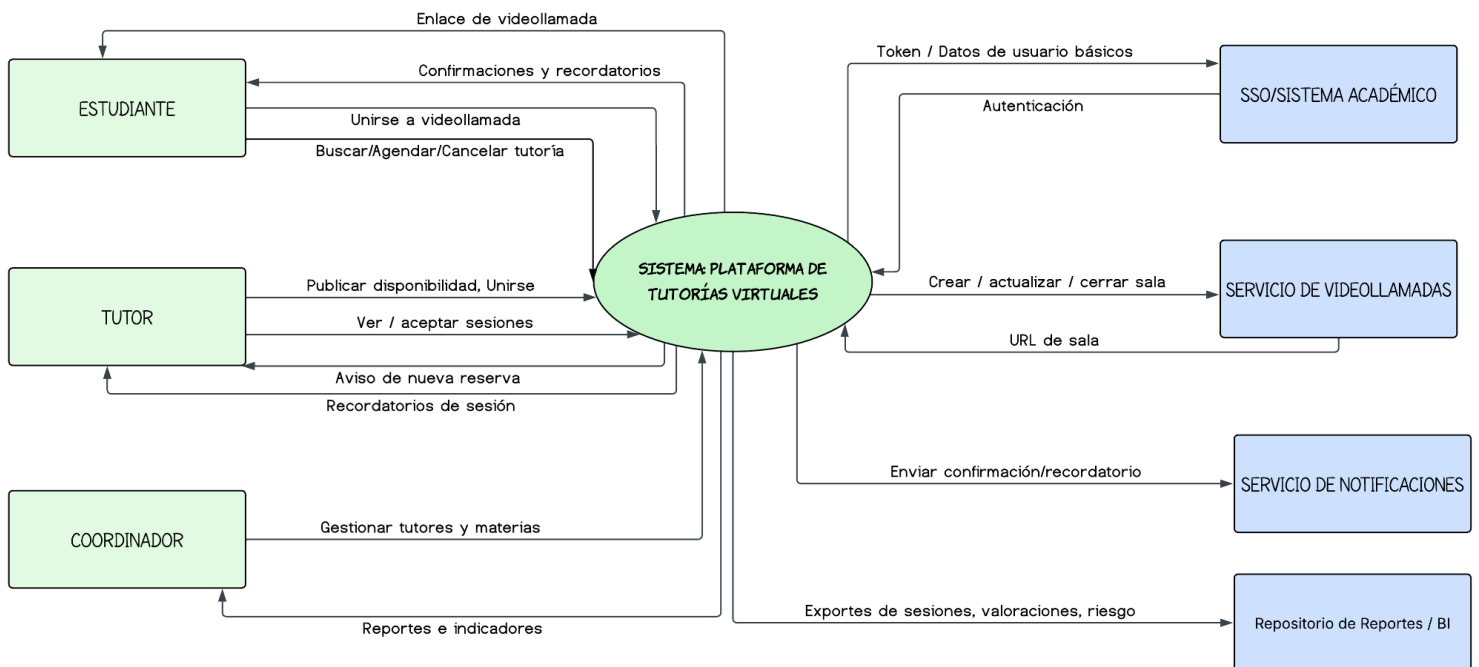 Enlace de videollamada
Token / Datos de usuario básicos
Confirmaciones y recordatorios
ESTUDIANTE
SSO/SISTEMA ACADÉMICO
Autenticación
Unirse a videollamada
Buscar/Agendar/Cancelar tutoría
SISTEMA: PLATAFORMA DE
TUTORÍAS VIRTUALES
Publicar disponibilidad, Unirse
Crear / actualizar / cerrar sala
SERVICIO DE VIDEOLLAMADAS
TUTOR
Ver / aceptar sesiones
URL de sala
Aviso de nueva reserva
Recordatorios de sesión
Enviar confirmación/recordatorio
SERVICIO DE NOTIFICACIONES
Gestionar tutores y materias
COORDINADOR
Exportes de sesiones, valoraciones, riesgo
Repositorio de Reportes / BI
Reportes e indicadores